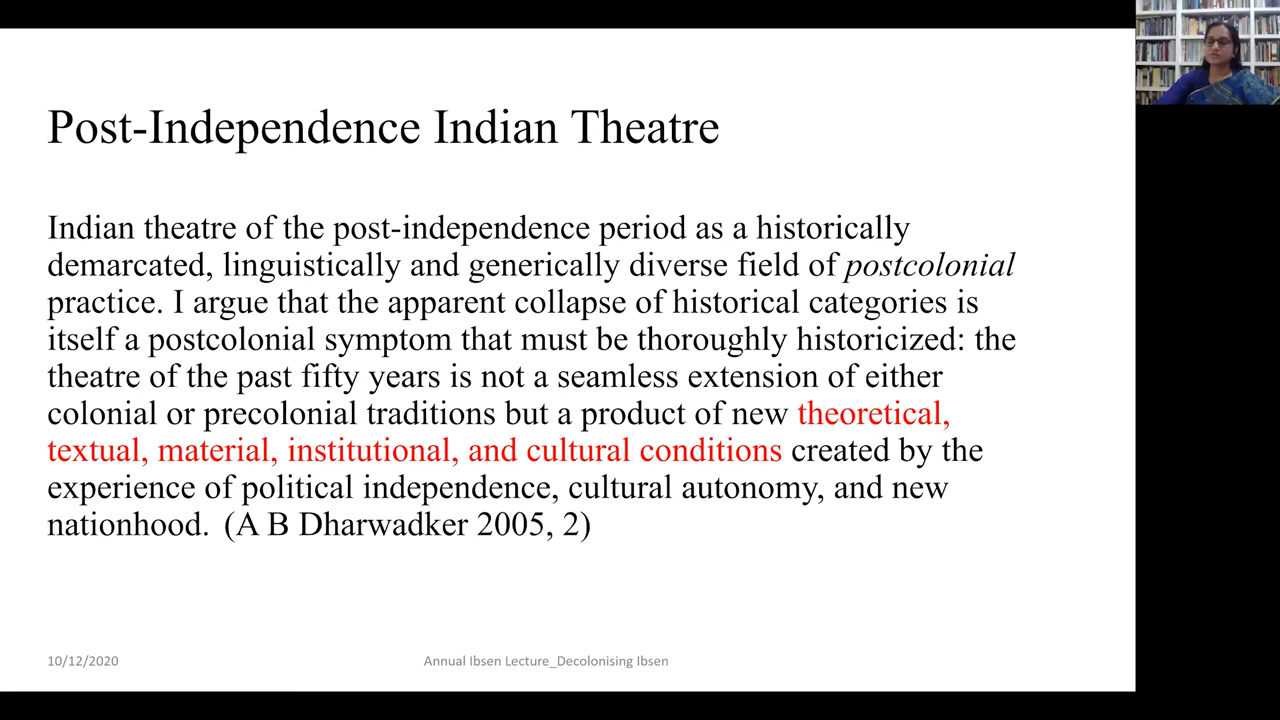 Post-Independence Indian Theatre
Indian theatre of the post-independence period as a historically
demarcated, linguistically and generically diverse field of postcolonial
practice. I argue that the apparent collapse of historical categories is
itself a postcolonial symptom that must be thoroughly historicized: the
theatre of the past fifty years is not a seamless extension of either
colonial or precolonial traditions but a product of new theoretical,
textual, material, institutional, and cultural conditions created by the
experience of political independence, cultural autonomy, and new
nationhood. (A B Dharwadker 2005, 2)
10/12/2020
Annual Ibsen Lecture_Decolonising Ibsen